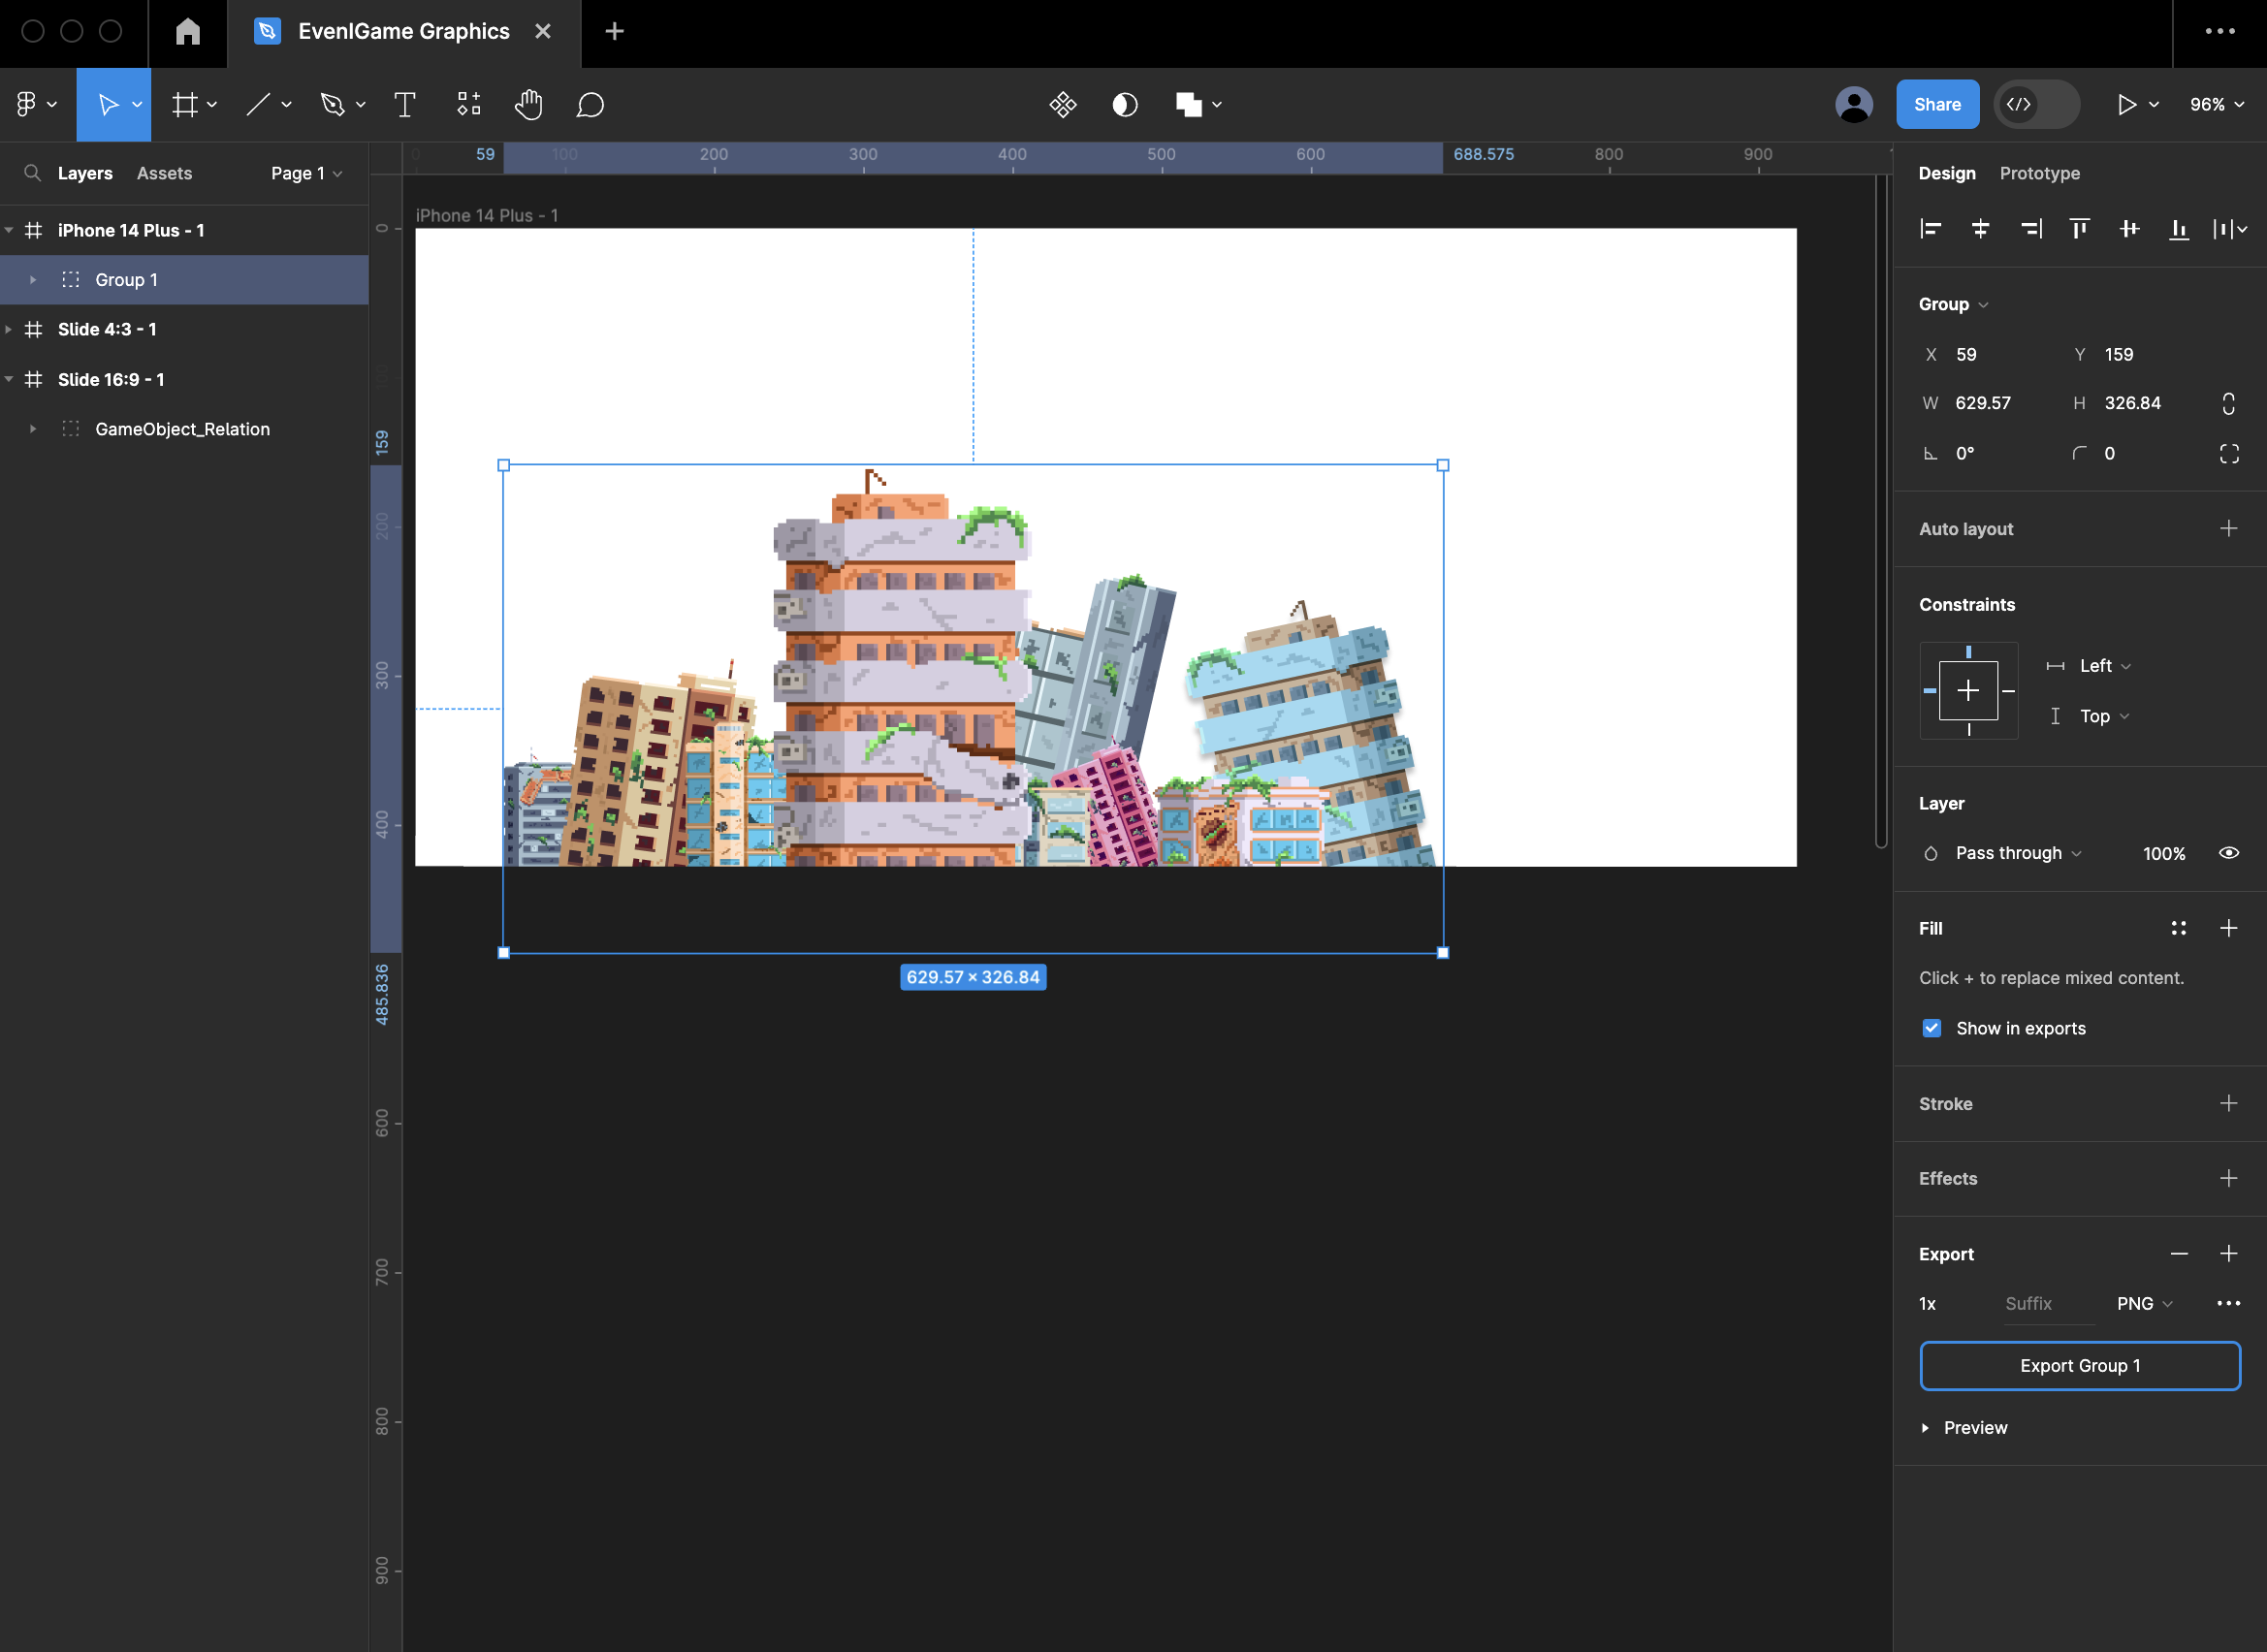 EvenIGame Graphics
Share
96%
Layers
Assets
Page 1
iPhone 14 Plus - 1
Group 1
Slide 4:3 - 1
Slide 16:9 - 1
GameObject_Relation
0
59
100
200
300
400
500
600
688.575
800
900
0
100
159
200
300
400
485.836
600
700
800
900
iPhone 14 Plus - 1
629.57 × 326.84
Design
Prototype
Group
X 59
Y 159
W 629.57
H 326.84
0°
0
Auto layout
Constraints
Left
Top
Layer
Pass through
100%
Fill
Click + to replace mixed content.
Show in exports
Stroke
Effects
Export
1x
Suffix
PNG
Export Group 1
Preview